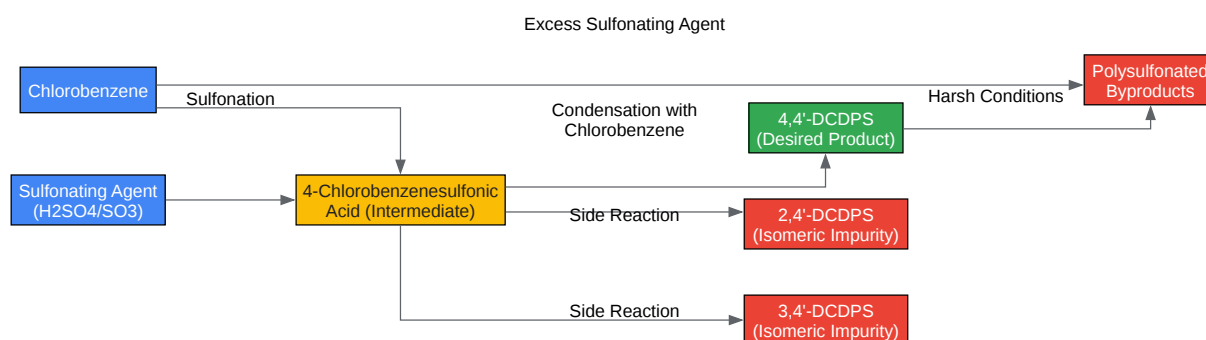 Excess Sulfonating Agent
Chlorobenzene
Sulfonation
Polysulfonated
Byproducts
Harsh Conditions
Condensation with
Chlorobenzene
4,4'-DCDPS
(Desired Product)
Sulfonating Agent
(H2SO4/SO3)
4-Chlorobenzenesulfonic
Acid (Intermediate)
Side Reaction
2,4'-DCDPS
(Isomeric Impurity)
Side Reaction
3,4'-DCDPS
(Isomeric Impurity)